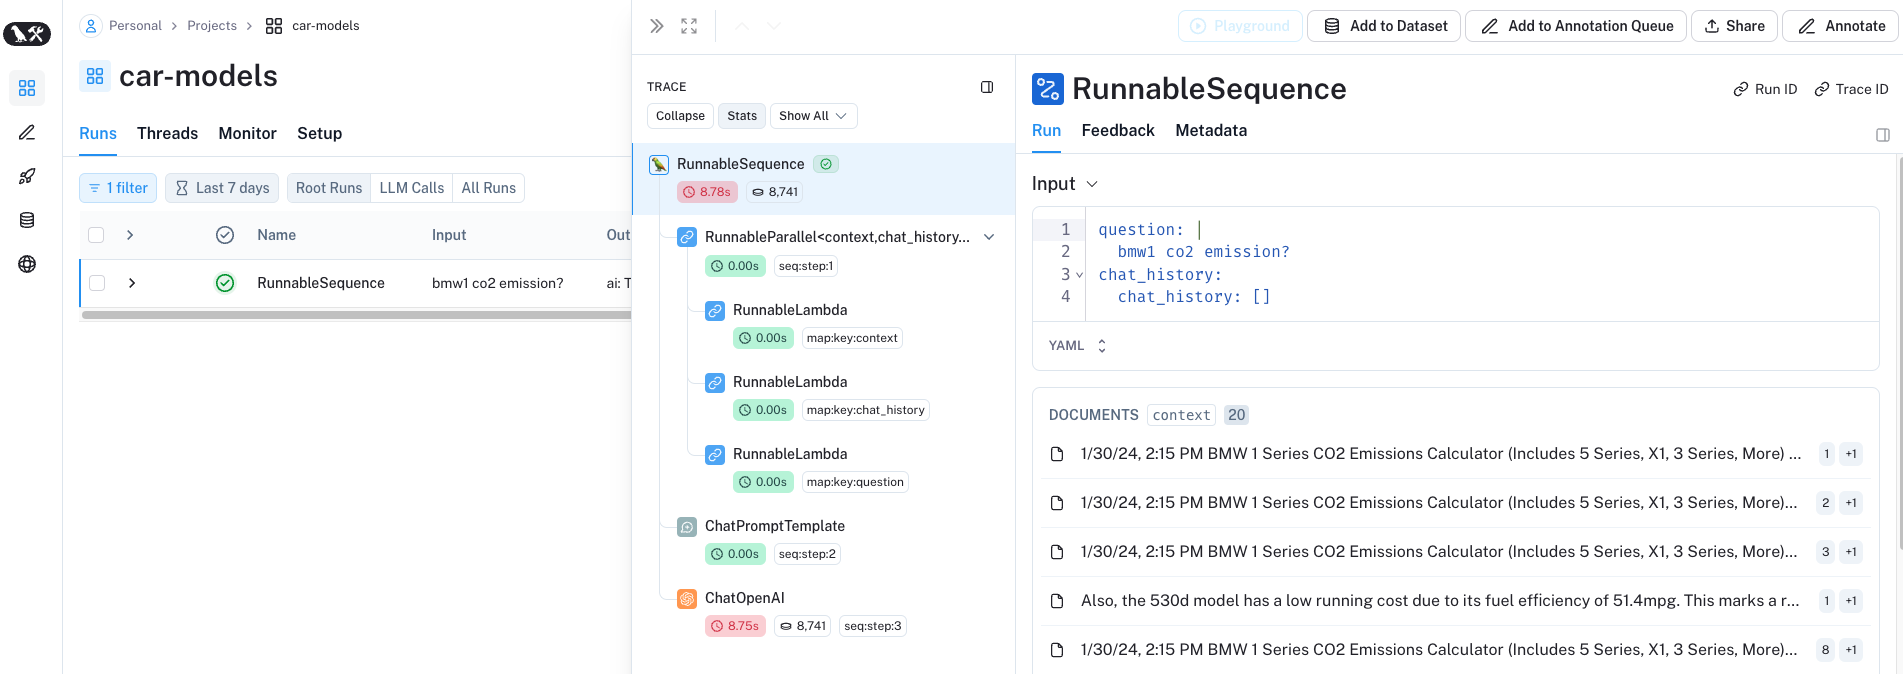 Personal > Projects > car-models
car-models
Runs Threads Monitor Setup
1 filter Last 7 days Root Runs LLM Calls All Runs
Name Input Out
RunnableSequence bmw1 co2 emission? ai: T
TRACE
Collapse Stats Show All
RunnableSequence
8.78s 8,741
RunnableParallel<context,chat_history...
0.00s seq:step:1
RunnableLambda
0.00s map:key:context
RunnableLambda
0.00s map:key:chat_history
RunnableLambda
0.00s map:key:question
ChatPromptTemplate
0.00s seq:step:2
ChatOpenAI
8.75s 8,741 seq:step:3
Playground Add to Dataset Add to Annotation Queue Share Annotate
RunnableSequence Run ID Trace ID
Run Feedback Metadata
Input
1 question: |
2 bmw1 co2 emission?
3 chat_history:
4 chat_history: []
YAML
DOCUMENTS context 20
1/30/24, 2:15 PM BMW 1 Series CO2 Emissions Calculator (Includes 5 Series, X1, 3 Series, More) ... 1 +1
1/30/24, 2:15 PM BMW 1 Series CO2 Emissions Calculator (Includes 5 Series, X1, 3 Series, More)... 2 +1
1/30/24, 2:15 PM BMW 1 Series CO2 Emissions Calculator (Includes 5 Series, X1, 3 Series, More)... 3 +1
Also, the 530d model has a low running cost due to its fuel efficiency of 51.4mpg. This marks a r... 1 +1
1/30/24, 2:15 PM BMW 1 Series CO2 Emissions Calculator (Includes 5 Series, X1, 3 Series, More)... 8 +1